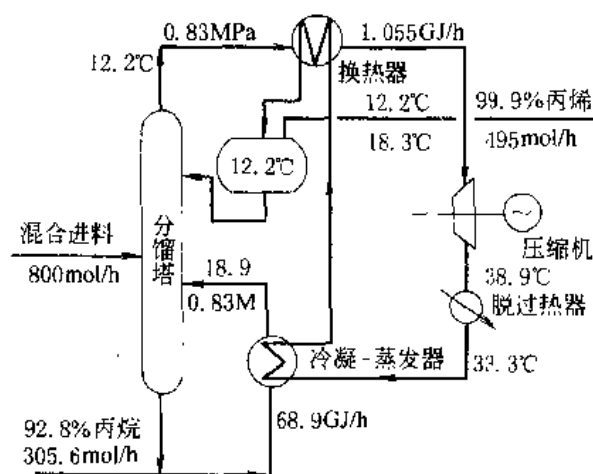 0.83MPa
1.055GJ/h
12.2℃
换热器
12.2℃
99.9%丙烯
18.3℃
495mol/h
12.2℃
混合进料
800mol/h
分馏塔
18.9
0.83M
压缩机
38.9℃
脱过热器
冷凝-蒸发器
33.3℃
68.9GJ/h
92.8%丙烷
305.6mol/h